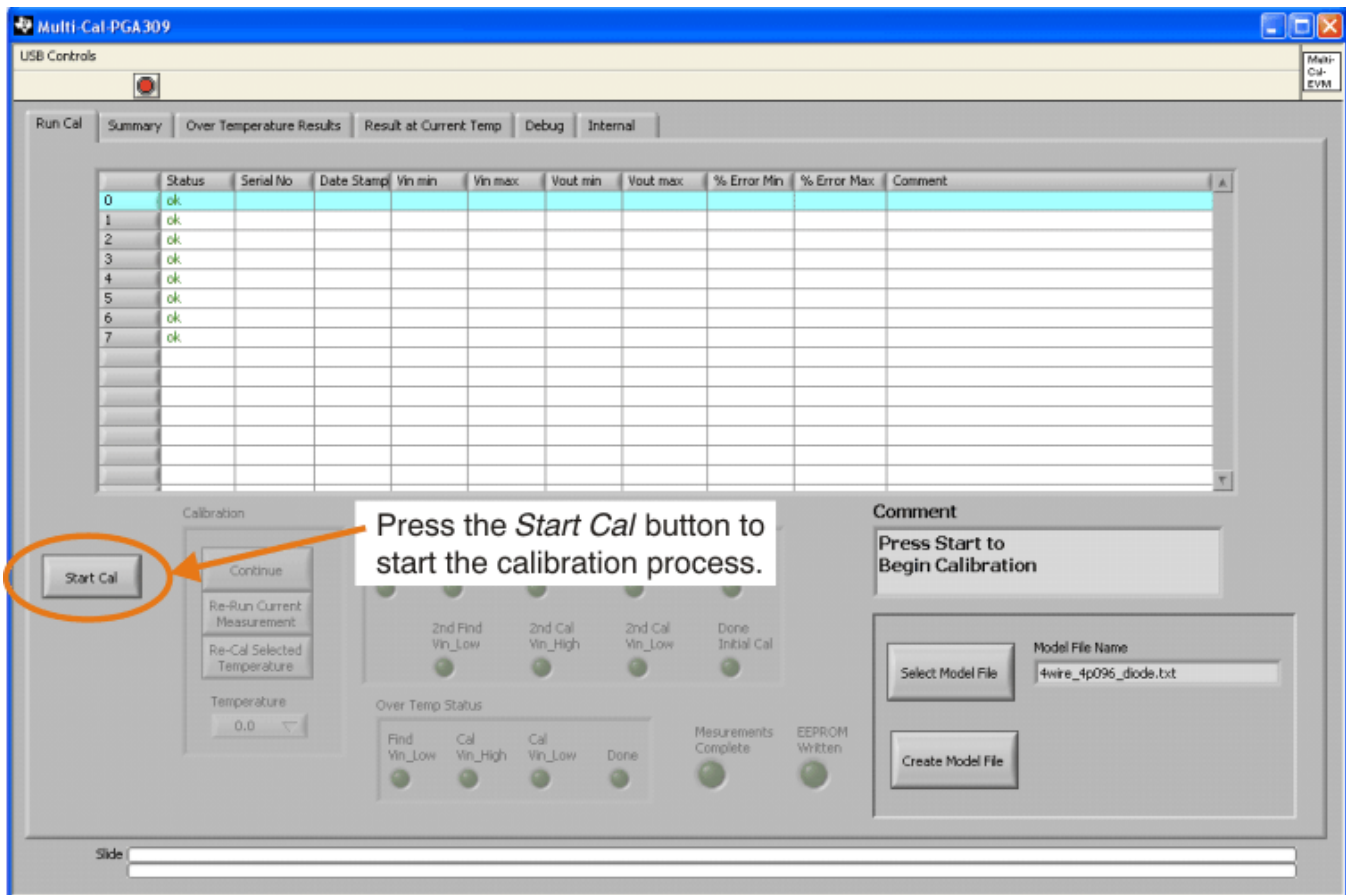 Multi-Cal-PGA309
USB Controls
Multi-
Cal-
EVM
Run Cal Summary Over Temperature Results Result at Current Temp Debug Internal
Status Serial No Date Stamp Vin min Vin max Vout min Vout max % Error Min % Error Max Comment
0 ok
1 ok
2 ok
3 ok
4 ok
5 ok
6 ok
7 ok
Calibration
Press the Start Cal button to
start the calibration process.
Comment
Press Start to
Begin Calibration
Start Cal
Continue
Re-Run Current
Measurement
Re-Cal Selected
Temperature
Temperature
0.0
2nd Find
Vin_Low
2nd Cal
Vin_High
2nd Cal
Vin_Low
Done
Initial Cal
Over Temp Status
Find
Vin_Low
Cal
Vin_High
Cal
Vin_Low
Done
Mesurements
Complete
EEPROM
Written
Select Model File
Model File Name
4wire_4p096_diode.txt
Create Model File
Slide